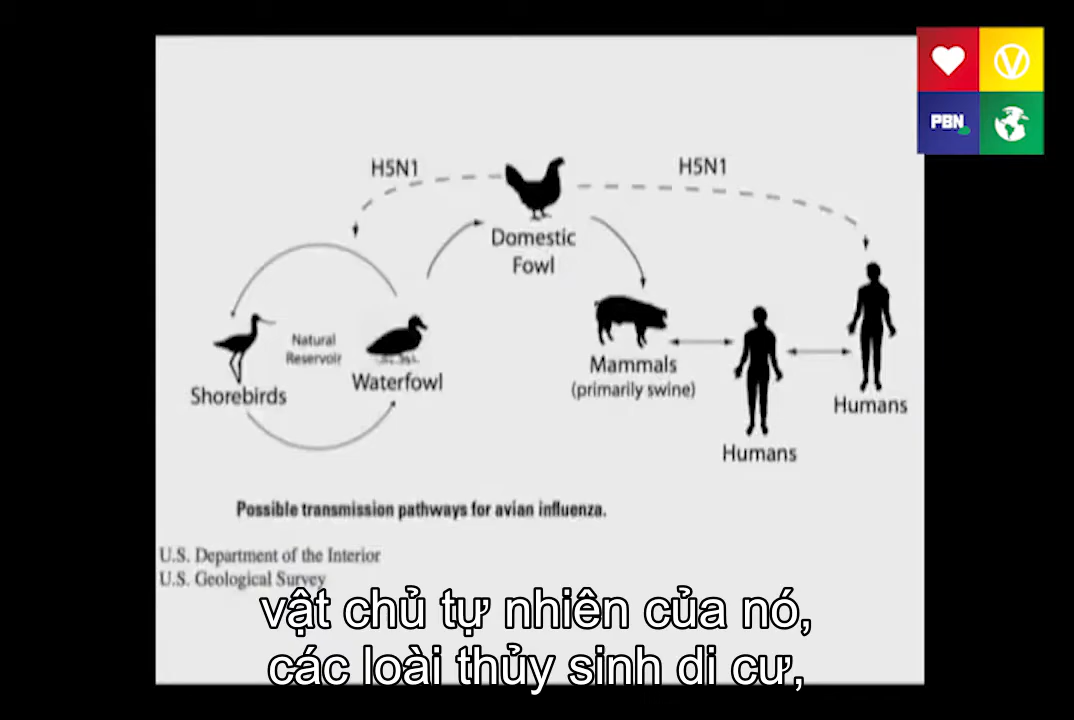 PBN
H5N1
H5N1
Domestic
Fowl
Natural
Reservoir
Shorebirds
Waterfowl
Mammals
(primarily swine)
Humans
Humans
Possible transmission pathways for avian influenza.
U.S. Department of the Interior
U.S. Geological Survey
vật chủ tự nhiên của nó,
các loài thủy sinh di cư,